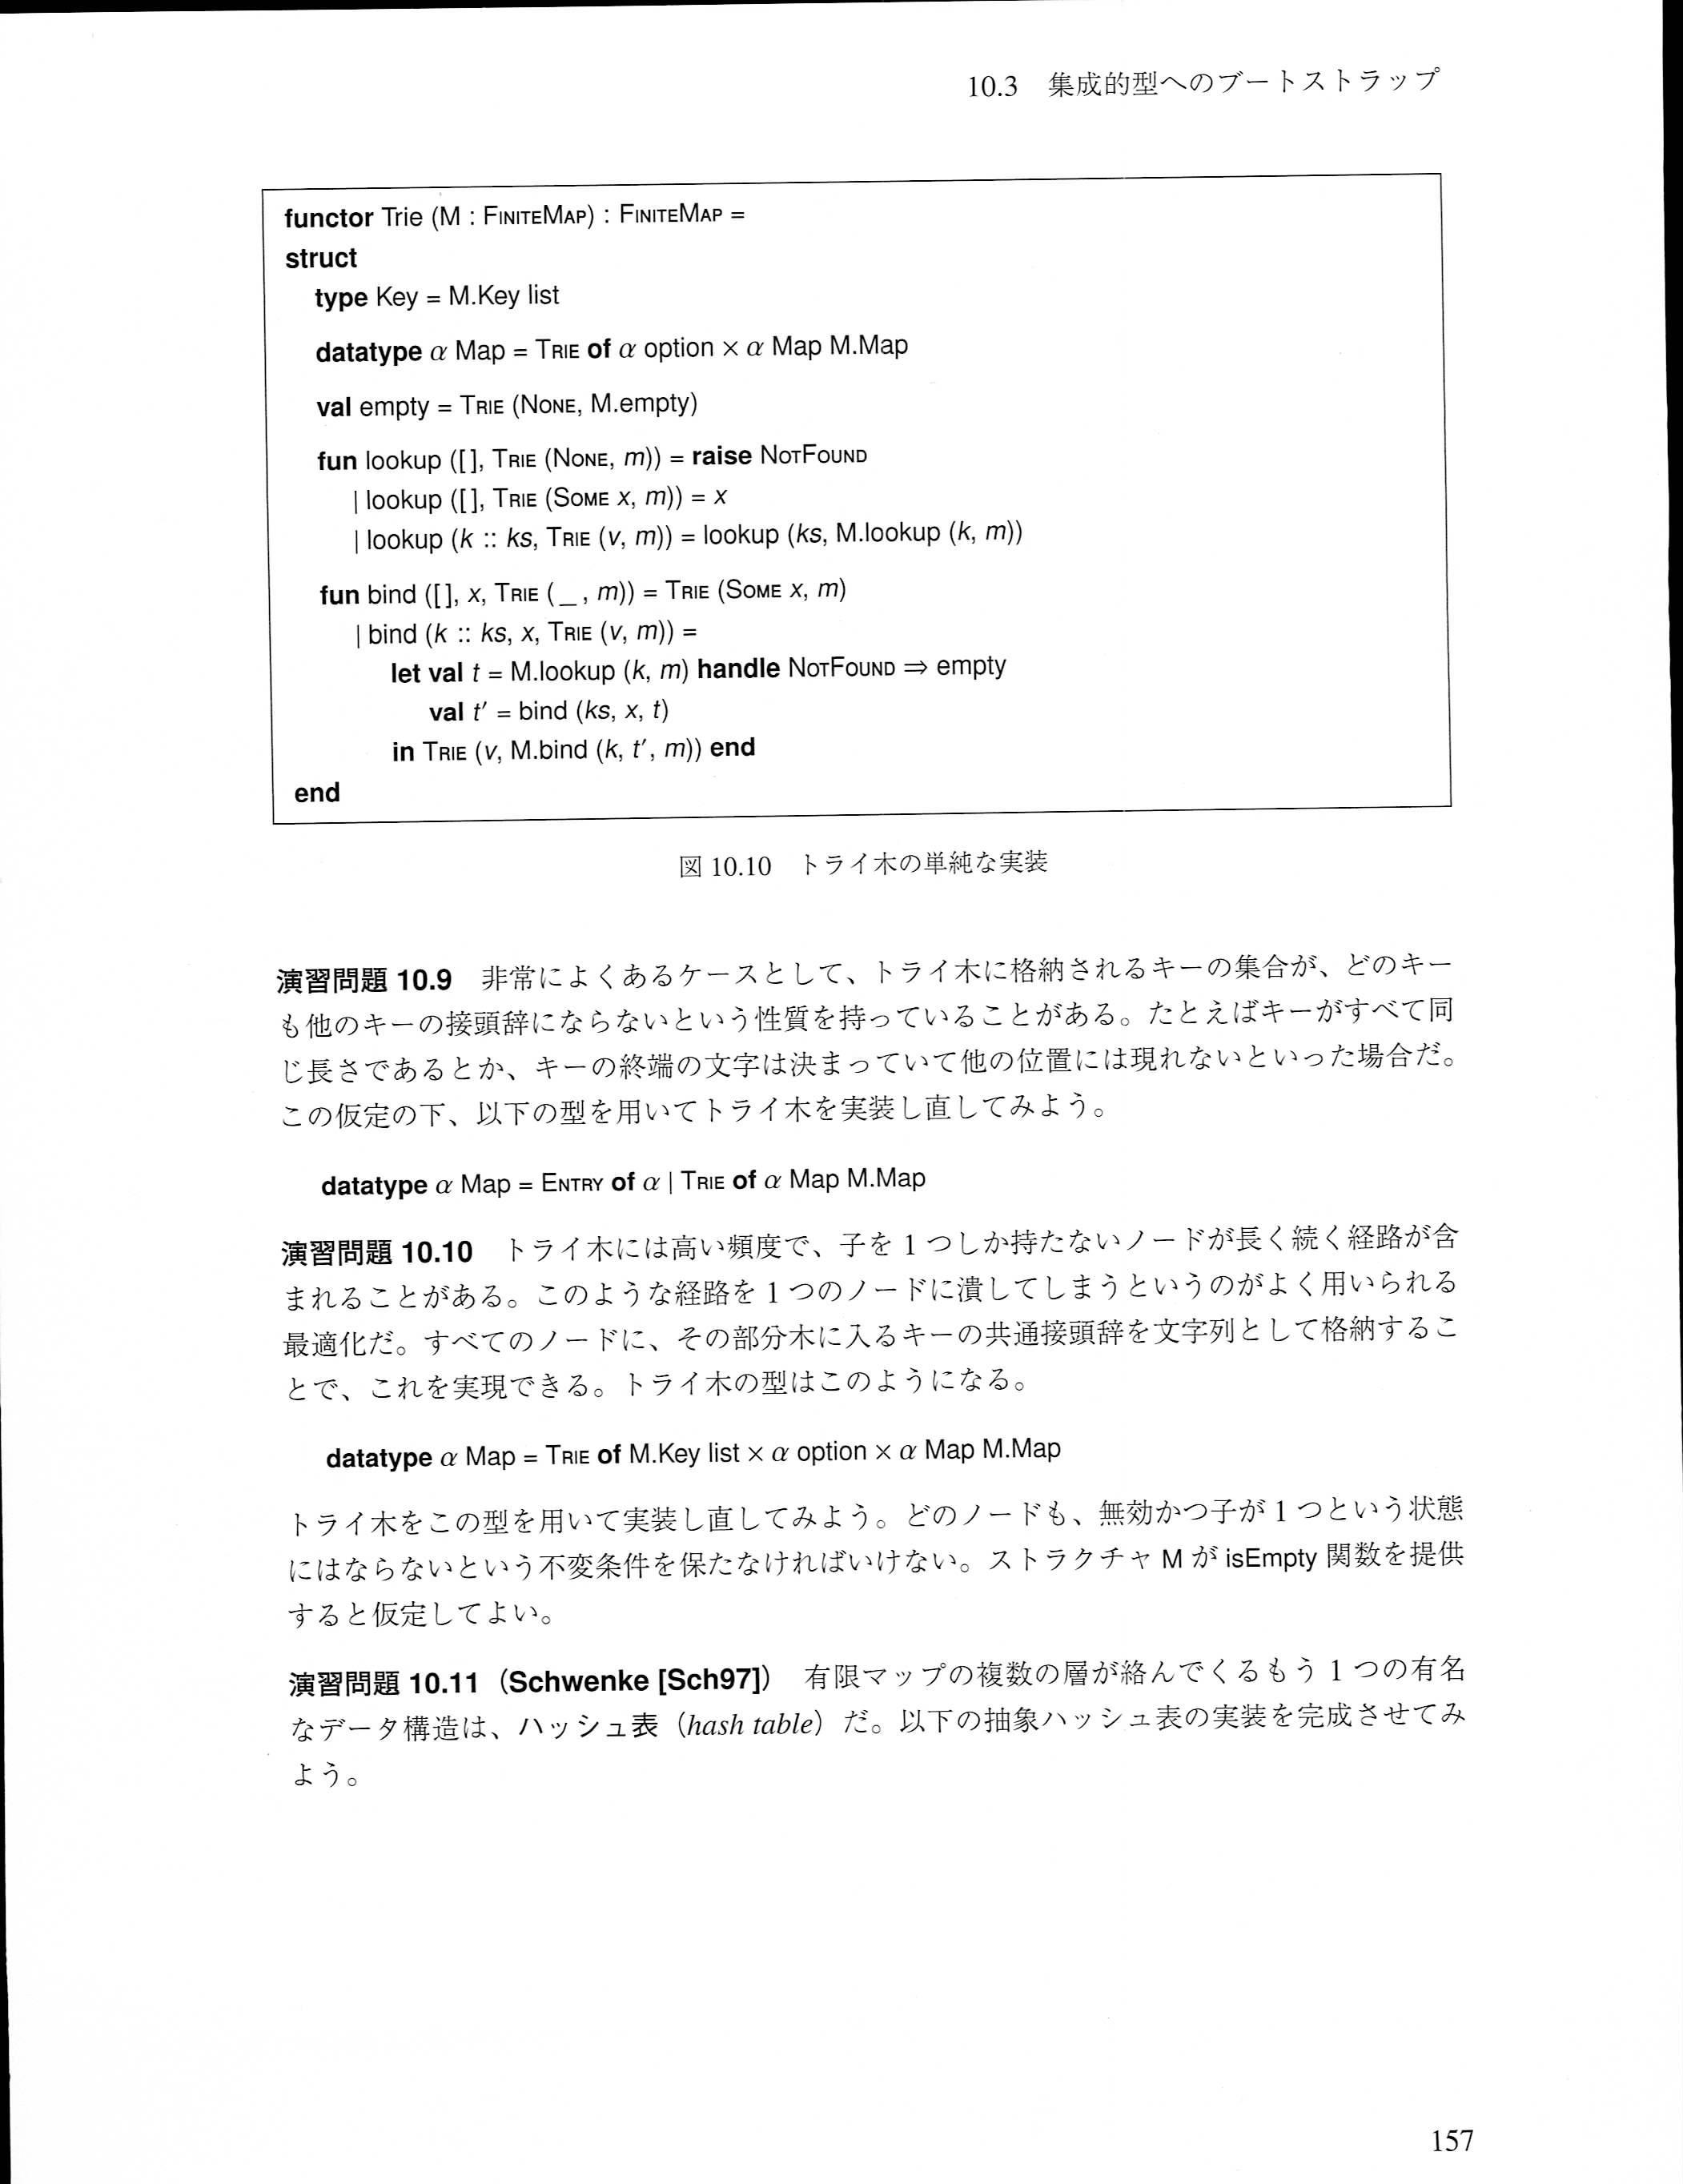 10.3 集成的型へのブートストラップ
functor Trie (M : FINITEMAP) : FINITEMAP =
struct
type Key = M.Key list
datatype α Map = TRIE of α option × α Map M.Map
val empty = TRIE (NONE, M.empty)
fun lookup ([], TRIE (NONE, m)) = raise NOTFOUND
| lookup ([], TRIE (SOME x, m)) = x
| lookup (k :: ks, TRIE (v, m)) = lookup (ks, M.lookup (k, m))
fun bind ([], x, TRIE ( _ , m)) = TRIE (SOME x, m)
| bind (k :: ks, x, TRIE (v, m)) =
let val t = M.lookup (k, m) handle NOTFOUND ⇒ empty
val t′ = bind (ks, x, t)
in TRIE (v, M.bind (k, t′, m)) end
end
図 10.10 トライ木の単純な実装
演習問題 10.9 非常によくあるケースとして、トライ木に格納されるキーの集合が、どのキー
も他のキーの接頭辞にならないという性質を持っていることがある。たとえばキーがすべて同
じ長さであるとか、キーの終端の文字は決まっていて他の位置には現れないといった場合だ。
この仮定の下、以下の型を用いてトライ木を実装し直してみよう。
datatype α Map = ENTRY of α | TRIE of α Map M.Map
演習問題 10.10 トライ木には高い頻度で、子を 1 つしか持たないノードが長く続く経路が含
まれることがある。このような経路を 1 つのノードに潰してしまうというのがよく用いられる
最適化だ。すべてのノードに、その部分木に入るキーの共通接頭辞を文字列として格納するこ
とで、これを実現できる。トライ木の型はこのようになる。
datatype α Map = TRIE of M.Key list × α option × α Map M.Map
トライ木をこの型を用いて実装し直してみよう。どのノードも、無効かつ子が 1 つという状態
にはならないという不変条件を保たなければいけない。ストラクチャ M が isEmpty 関数を提供
すると仮定してよい。
演習問題 10.11（Schwenke [Sch97]） 有限マップの複数の層が絡んでくるもう 1 つの有名
なデータ構造は、ハッシュ表（hash table）だ。以下の抽象ハッシュ表の実装を完成させてみ
よう。
157